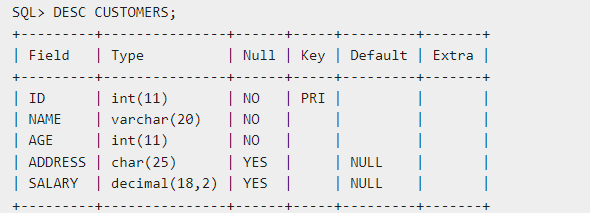 SQL> DESC CUSTOMERS;
+---------+---------------+------+-----+---------+-------+
| Field   | Type          | Null | Key | Default | Extra |
+---------+---------------+------+-----+---------+-------+
| ID      | int(11)       | NO   | PRI |         |       |
| NAME    | varchar(20)   | NO   |     |         |       |
| AGE     | int(11)       | NO   |     |         |       |
| ADDRESS | char(25)      | YES  |     | NULL    |       |
| SALARY  | decimal(18,2) | YES  |     | NULL    |       |
+---------+---------------+------+-----+---------+-------+